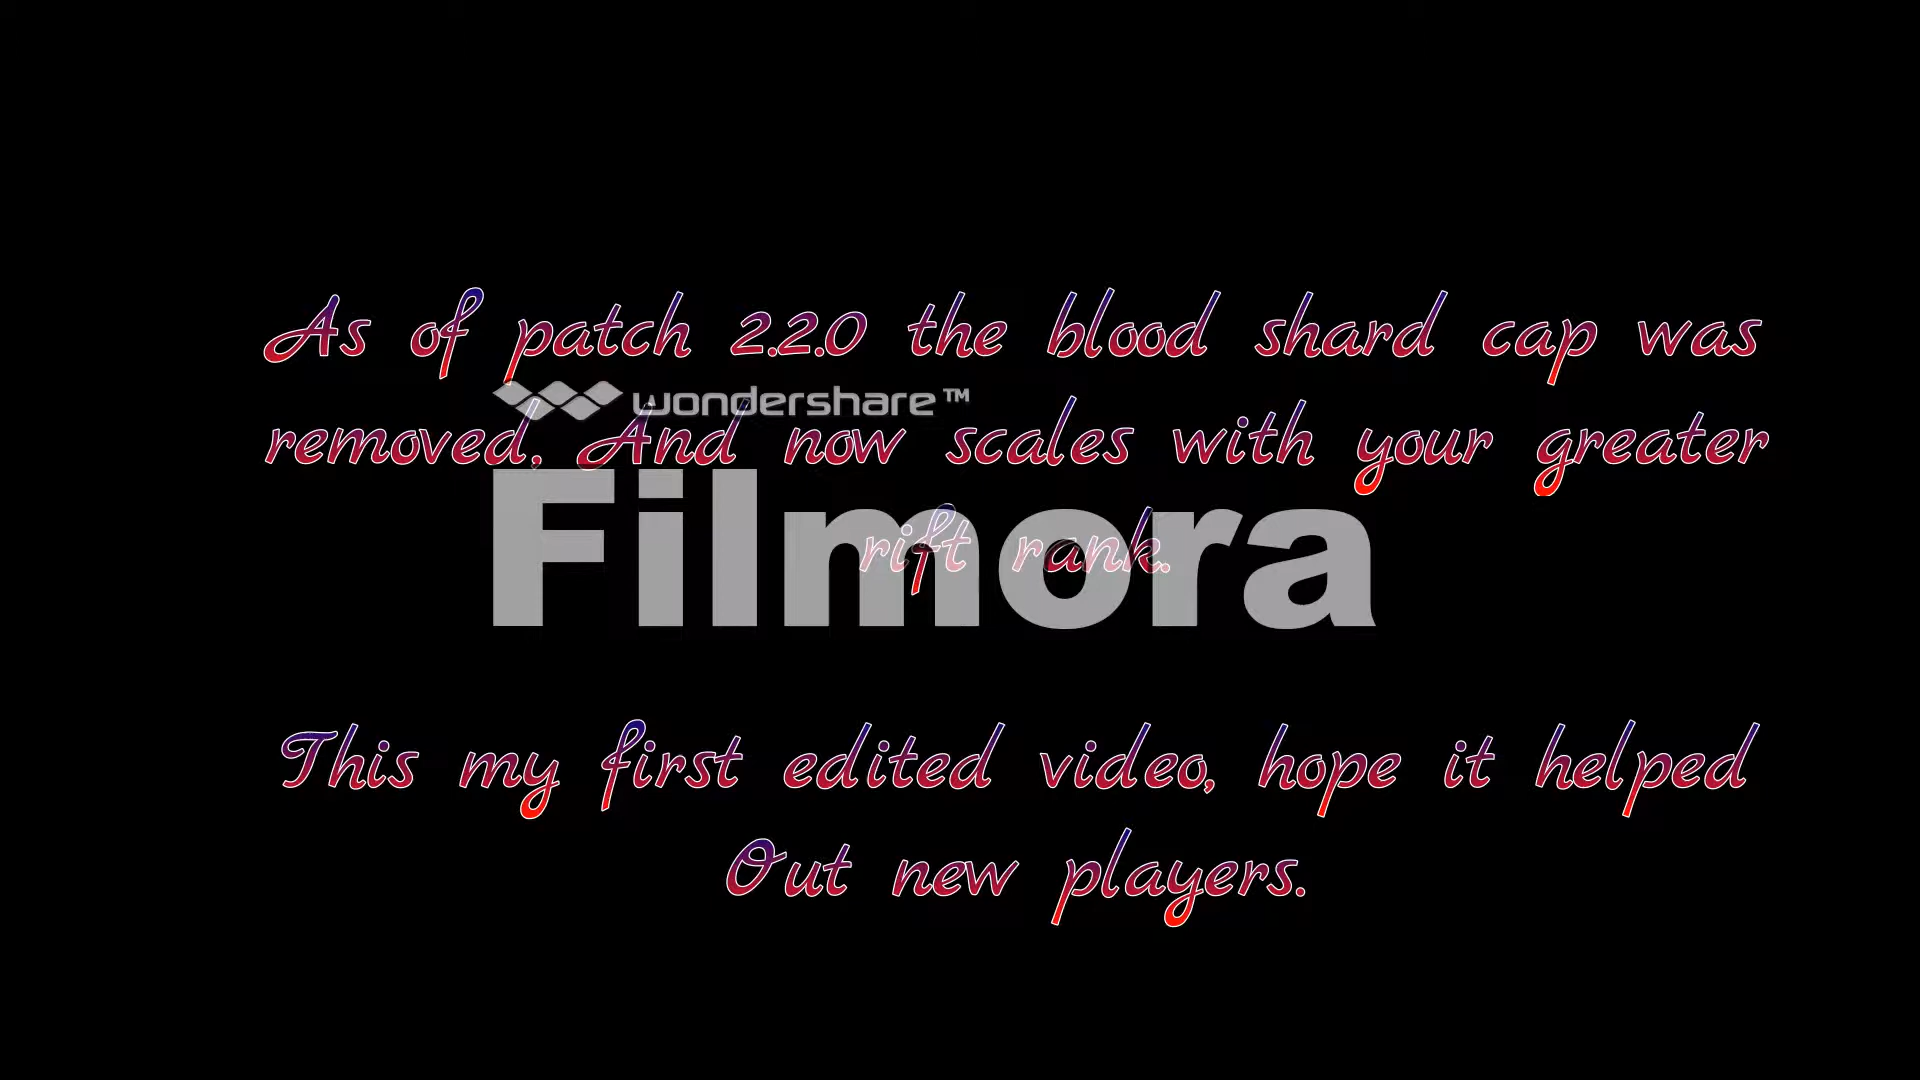 As of patch 2.2.0 the blood shard cap was
wondershare™
removed. And now scales with your greater
Filmora
rift rank.
This my first edited video, hope it helped
Out new players.